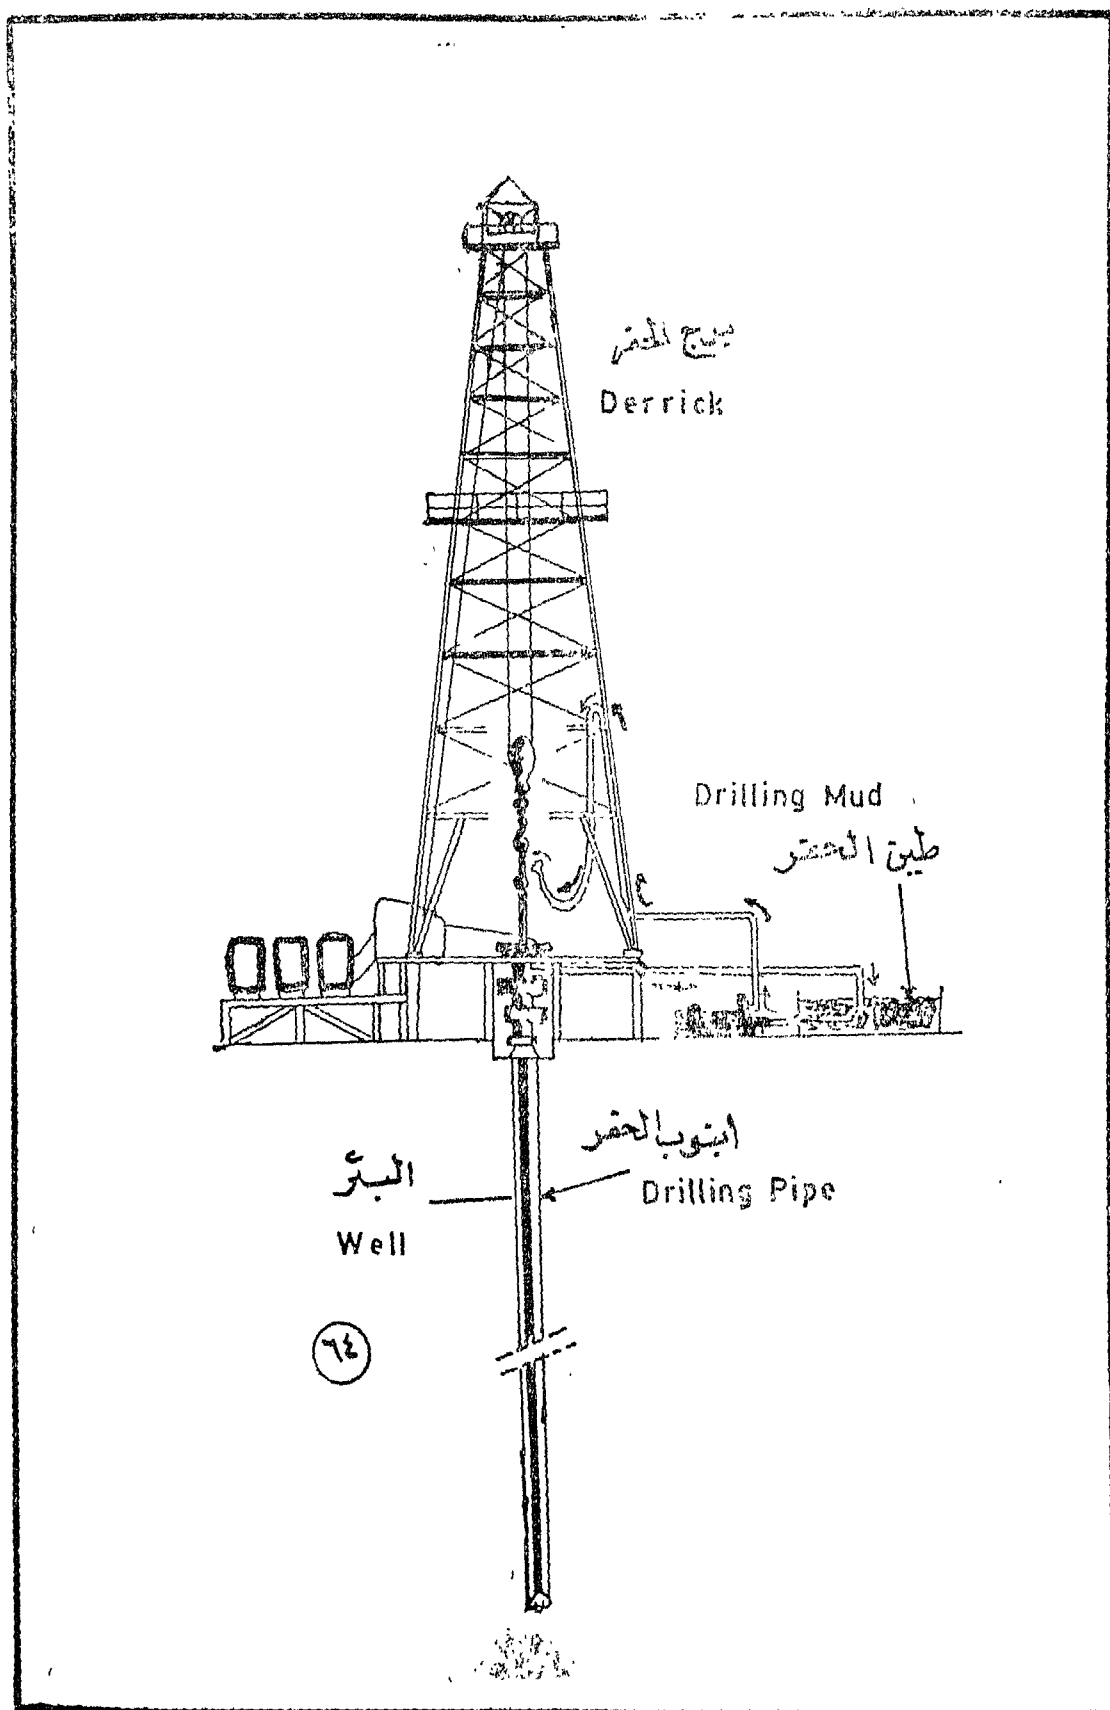 برج الحفر
Derrick
Drilling Mud
طين الحفر
انبوب الحفر
Drilling Pipe
البئر
Well
٦٤